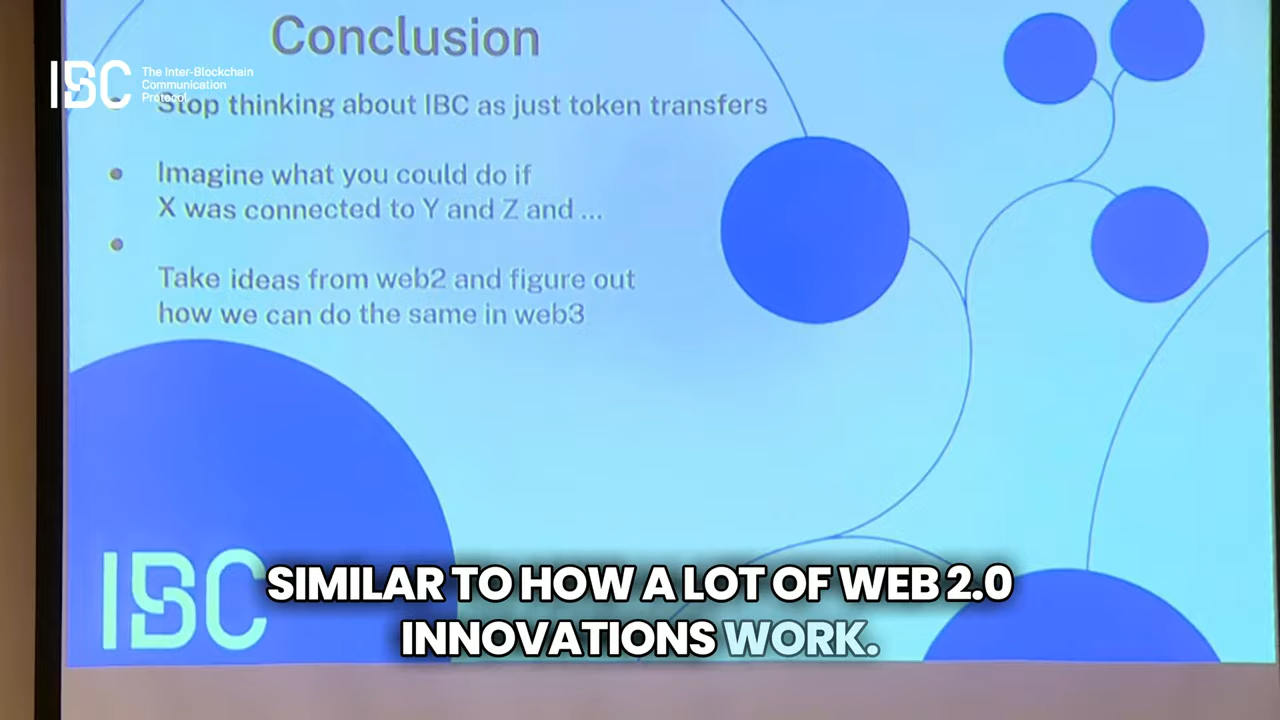 Conclusion
IBC
The Inter-Blockchain
Communication
Protocol
Stop thinking about IBC as just token transfers
Imagine what you could do if
X was connected to Y and Z and ...
Take ideas from web2 and figure out
how we can do the same in web3
IBC
SIMILAR TO HOW A LOT OF WEB 2.0
INNOVATIONS WORK.